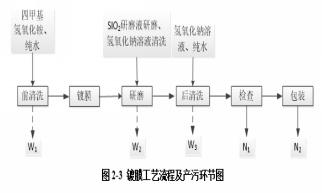 四甲基
氢氧化铵、
纯水
SIO₂研磨液研磨、
氢氧化钠溶液清洗
氢氧化钠溶
液、纯水
前清洗
镀膜
研磨
后清洗
检查
包装
W₁
W₂
W₃
N₁
N₂
图 2-3 镀膜工艺流程及产污环节图